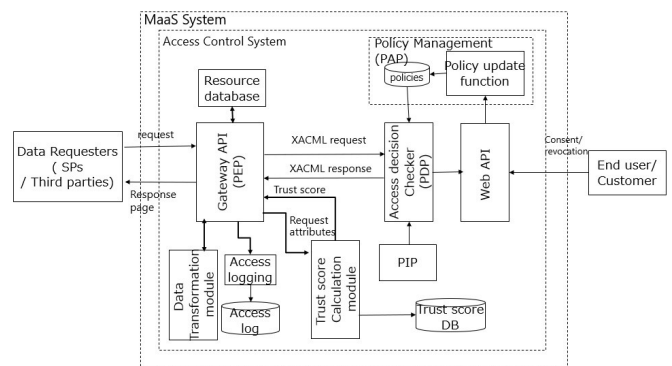 MaaS System
Access Control System
Policy Management
(PAP)
policies
Policy update
function
Resource
database
Data Requesters
( SPs
/ Third parties)
request
Response
page
Gateway API
(PEP)
XACML request
XACML response
Trust score
Request
attributes
Access decision
Checker
(PDP)
Web API
Consent/
revocation
End user/
Customer
Data
Transformation
module
Access
logging
Access
log
Trust score
Calculation
module
PIP
Trust score
DB